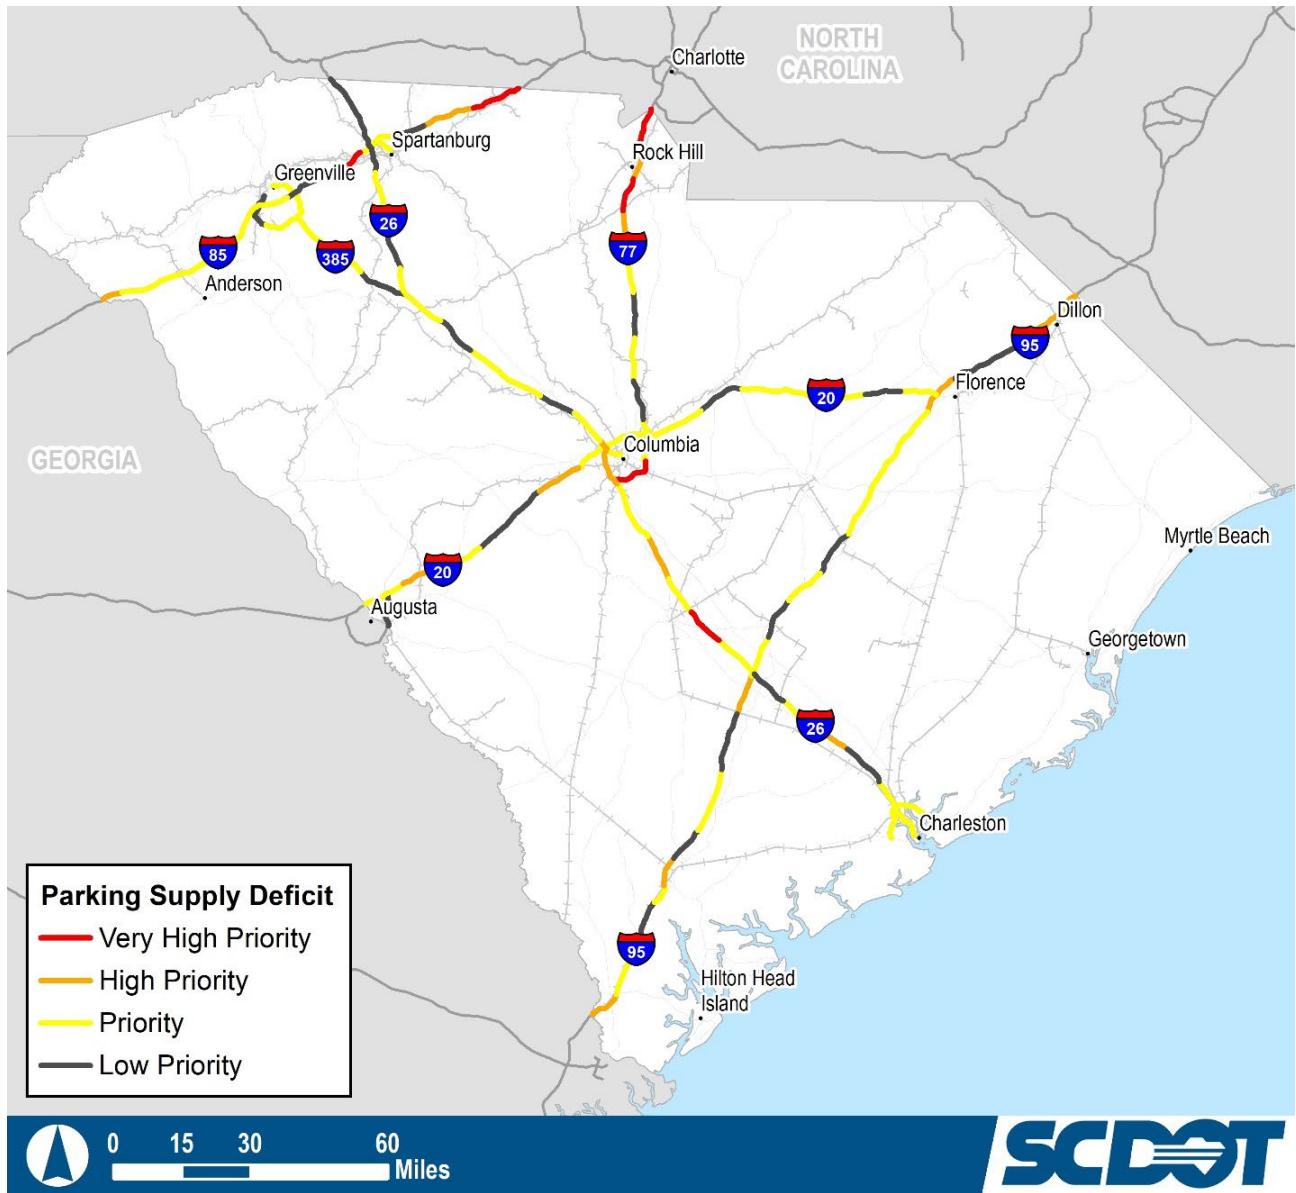 NORTH
CAROLINA
Charlotte
Spartanburg
Rock Hill
Greenville
26
85
385
77
Anderson
Dillon
95
Florence
20
Columbia
GEORGIA
Myrtle Beach
20
Augusta
Georgetown
26
Charleston
Parking Supply Deficit
Very High Priority
High Priority
Priority
Low Priority
95
Hilton Head
Island
0 15 30 60
Miles
SCDOT